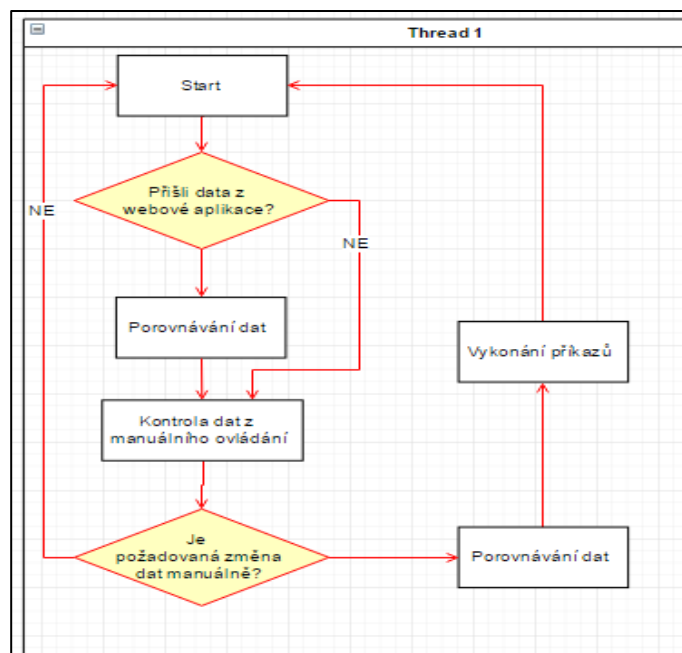 Thread 1
Start
Přišli data z
webové aplikace?
NE
NE
Porovnávání dat
Vykonání příkazů
Kontrola dat z
manuálního ovládání
Je
požadovaná změna
dat manuálně?
Porovnávání dat